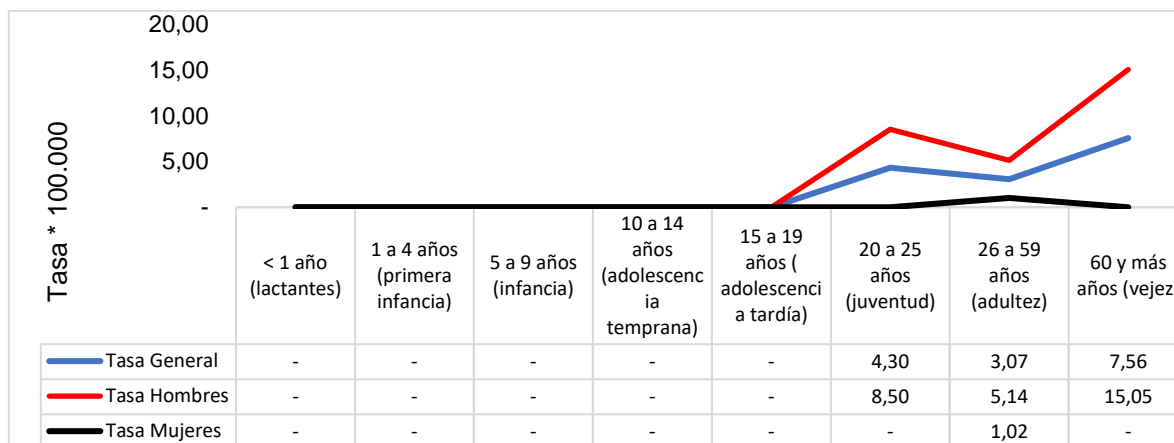 20,00
15,00
10,00
5,00
-
Tasa * 100.000
< 1 año
(lactantes)
1 a 4 años
(primera
infancia)
5 a 9 años
(infancia)
10 a 14
años
(adolescenc
ia
temprana)
15 a 19
años (
adolescenci
a tardía)
20 a 25
años
(juventud)
26 a 59
años
(adultez)
60 y más
años (vejez
Tasa General - - - - - 4,30 3,07 7,56
Tasa Hombres - - - - - 8,50 5,14 15,05
Tasa Mujeres - - - - - - 1,02 -